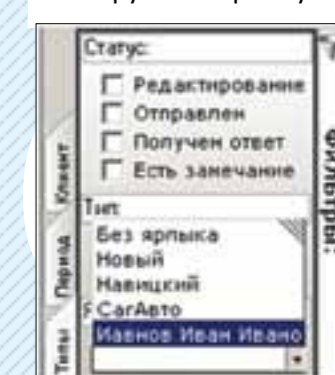 Статус:
Редактирование
Отправлен
Получен ответ
Есть замечание
Тип:
Без ярлыка
Новый
Навицкий
СагАвто
Иавнов Иван Ивано
Клиент
Период
Типы
Фильтры: